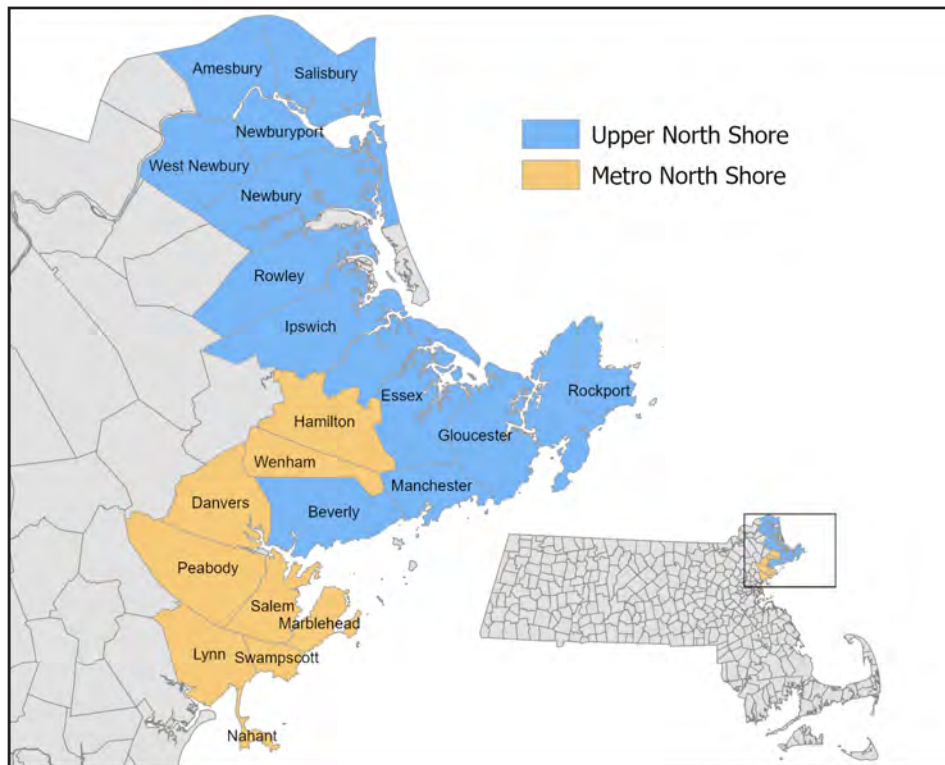 Amesbury
Salisbury
Newburyport
West Newbury
Newbury
Rowley
Ipswich
Essex
Rockport
Hamilton
Gloucester
Wenham
Manchester
Danvers
Beverly
Peabody
Salem
Marblehead
Lynn
Swampscott
Nahant
Upper North Shore
Metro North Shore